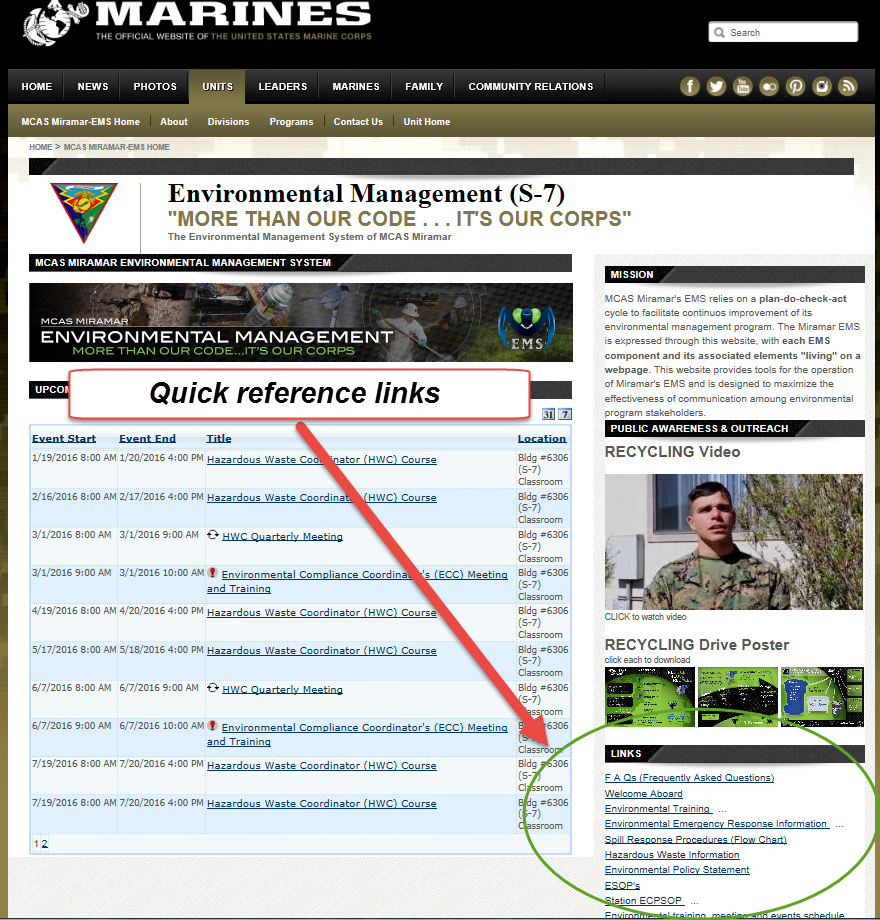 MARINES
THE OFFICIAL WEBSITE OF THE UNITED STATES MARINE CORPS
Search
HOME NEWS PHOTOS UNITS LEADERS MARINES FAMILY COMMUNITY RELATIONS
MCAS Miramar-EMS Home About Divisions Programs Contact Us Unit Home
HOME > MCAS MIRAMAR-EMS HOME
Environmental Management (S-7)
"MORE THAN OUR CODE . . . IT'S OUR CORPS"
The Environmental Management System of MCAS Miramar
MCAS MIRAMAR ENVIRONMENTAL MANAGEMENT SYSTEM
MCAS MIRAMAR
ENVIRONMENTAL MANAGEMENT
MORE THAN OUR CODE...IT'S OUR CORPS
EMS
UPCOM
Quick reference links
31 7
Event Start Event End Title Location
1/19/2016 8:00 AM 1/20/2016 4:00 PM Hazardous Waste Coordinator (HWC) Course Bldg #6306
(S-7)
Classroom
2/16/2016 8:00 AM 2/17/2016 4:00 PM Hazardous Waste Coordinator (HWC) Course Bldg #6306
(S-7)
Classroom
3/1/2016 8:00 AM 3/1/2016 9:00 AM HWC Quarterly Meeting Bldg #6306
(S-7)
Classroom
3/1/2016 9:00 AM 3/1/2016 10:00 AM Environmental Compliance Coordinator's (ECC) Meeting Bldg #6306
and Training (S-7)
Classroom
4/19/2016 8:00 AM 4/20/2016 4:00 PM Hazardous Waste Coordinator (HWC) Course Bldg #6306
(S-7)
Classroom
5/17/2016 8:00 AM 5/18/2016 4:00 PM Hazardous Waste Coordinator (HWC) Course Bldg #6306
(S-7)
Classroom
6/7/2016 8:00 AM 6/7/2016 9:00 AM HWC Quarterly Meeting Bldg #6306
(S-7)
Classroom
6/7/2016 9:00 AM 6/7/2016 10:00 AM Environmental Compliance Coordinator's (ECC) Meeting Bldg #6306
and Training (S-7)
Classroom
7/19/2016 8:00 AM 7/20/2016 4:00 PM Hazardous Waste Coordinator (HWC) Course Bldg #6306
(S-7)
Classroom
7/19/2016 8:00 AM 7/20/2016 4:00 PM Hazardous Waste Coordinator (HWC) Course Bldg #6306
(S-7)
Classroom
1 2
MISSION
MCAS Miramar's EMS relies on a plan-do-check-act
cycle to facilitate continuos improvement of its
environmental management program. The Miramar EMS
is expressed through this website, with each EMS
component and its associated elements "living" on a
webpage. This website provides tools for the operation
of Miramar's EMS and is designed to maximize the
effectiveness of communication amoung environmental
program stakeholders.
PUBLIC AWARENESS & OUTREACH
RECYCLING Video
CLICK to watch video
RECYCLING Drive Poster
click each to download
LINKS
F A Qs (Frequently Asked Questions)
Welcome Aboard
Environmental Training ...
Environmental Emergency Response Information ...
Spill Response Procedures (Flow Chart)
Hazardous Waste Information
Environmental Policy Statement
ESOP's
Station ECPSOP ...
Environmental training, meeting and events schedule